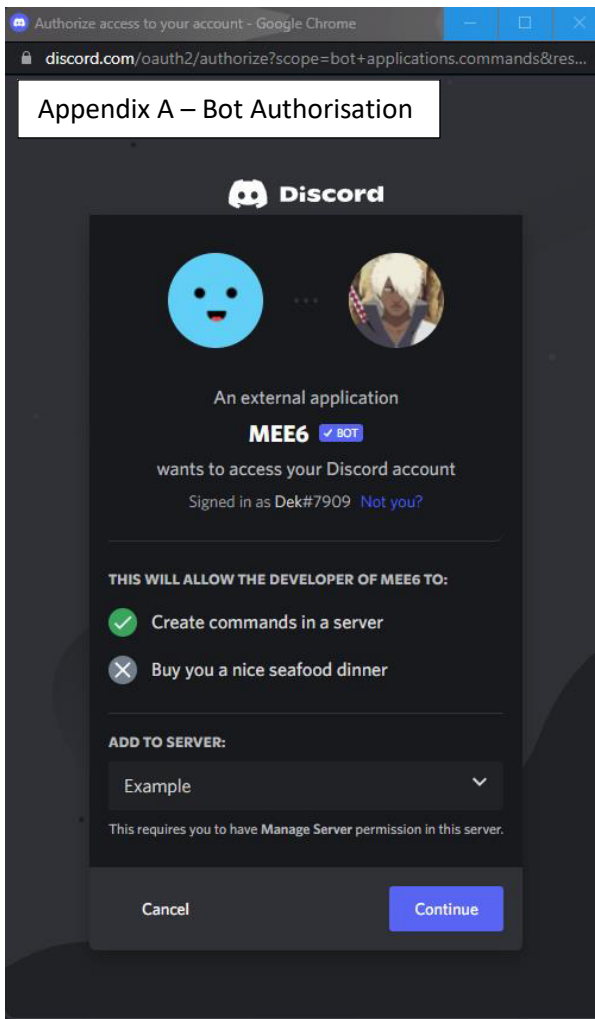 Authorize access to your account - Google Chrome
discord.com/oauth2/authorize?scope=bot+applications.commands&res...
Appendix A – Bot Authorisation
Discord
An external application
MEE6 ✓ BOT
wants to access your Discord account
Signed in as Dek#7909 Not you?
THIS WILL ALLOW THE DEVELOPER OF MEE6 TO:
Create commands in a server
Buy you a nice seafood dinner
ADD TO SERVER:
Example
This requires you to have Manage Server permission in this server.
Cancel Continue